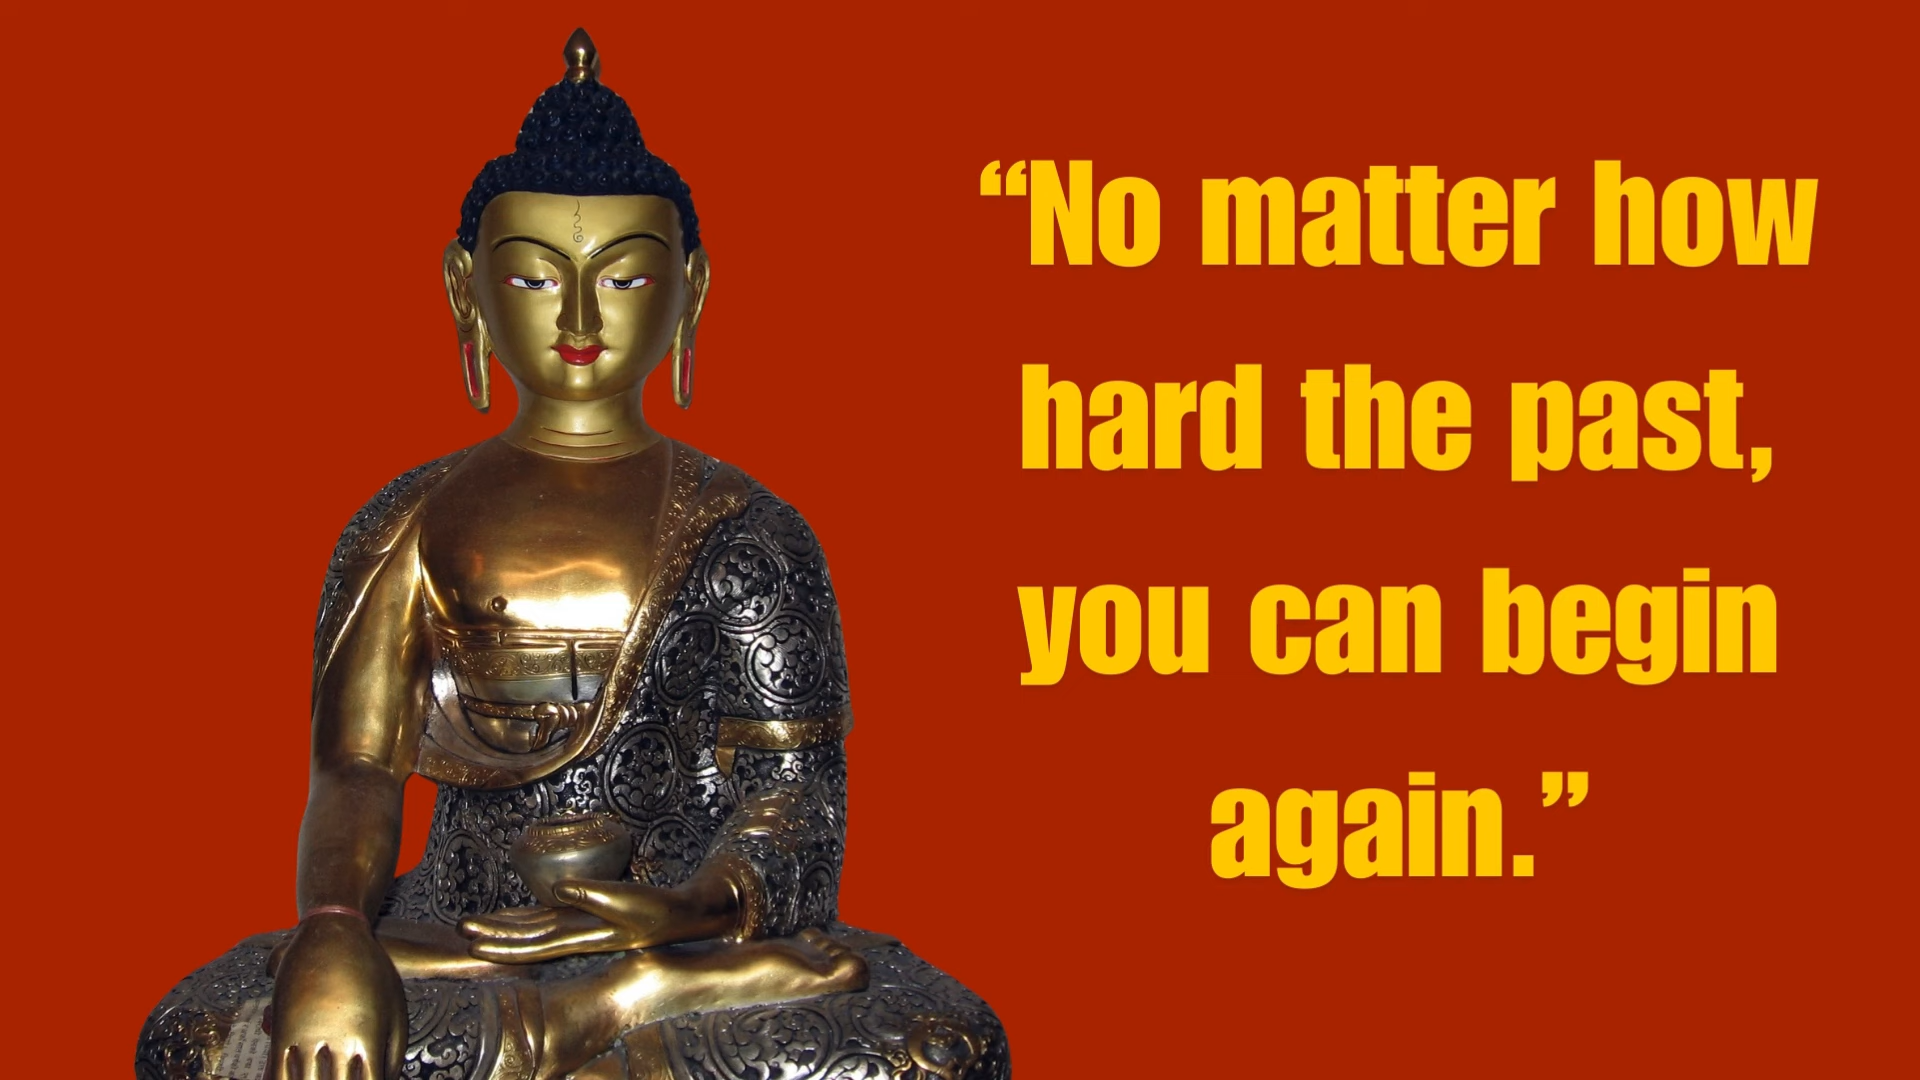 “No matter how
hard the past,
you can begin
again.”